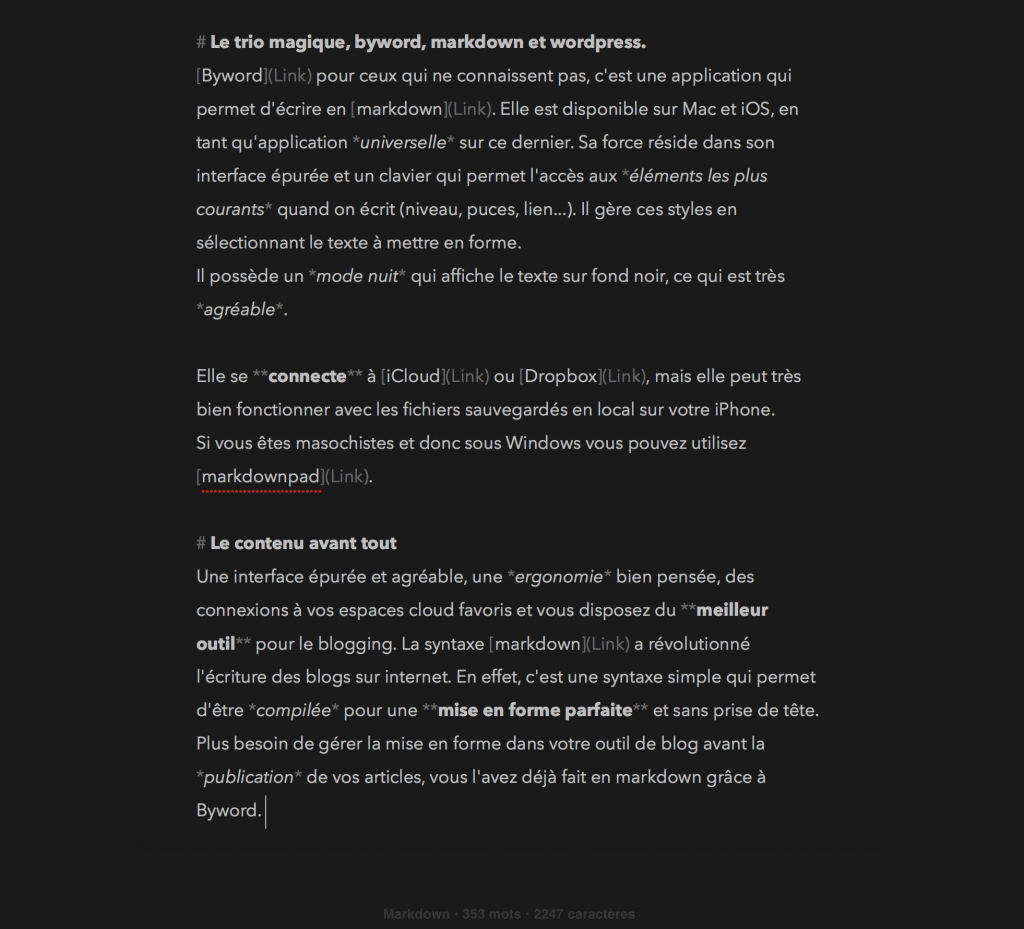 # Le trio magique, byword, markdown et wordpress.
[Byword](Link) pour ceux qui ne connaissent pas, c'est une application qui
permet d'écrire en [markdown](Link). Elle est disponible sur Mac et iOS, en
tant qu'application *universelle* sur ce dernier. Sa force réside dans son
interface épurée et un clavier qui permet l'accès aux *éléments les plus
courants* quand on écrit (niveau, puces, lien...). Il gère ces styles en
sélectionnant le texte à mettre en forme.
Il possède un *mode nuit* qui affiche le texte sur fond noir, ce qui est très
*agréable*.
Elle se **connecte** à [iCloud](Link) ou [Dropbox](Link), mais elle peut très
bien fonctionner avec les fichiers sauvegardés en local sur votre iPhone.
Si vous êtes masochistes et donc sous Windows vous pouvez utilisez
[markdownpad](Link).
# Le contenu avant tout
Une interface épurée et agréable, une *ergonomie* bien pensée, des
connexions à vos espaces cloud favoris et vous disposez du **meilleur
outil** pour le blogging. La syntaxe [markdown](Link) a révolutionné
l'écriture des blogs sur internet. En effet, c'est une syntaxe simple qui permet
d'être *compilée* pour une **mise en forme parfaite** et sans prise de tête.
Plus besoin de gérer la mise en forme dans votre outil de blog avant la
*publication* de vos articles, vous l'avez déjà fait en markdown grâce à
Byword.
Markdown • 353 mots • 2247 caractères